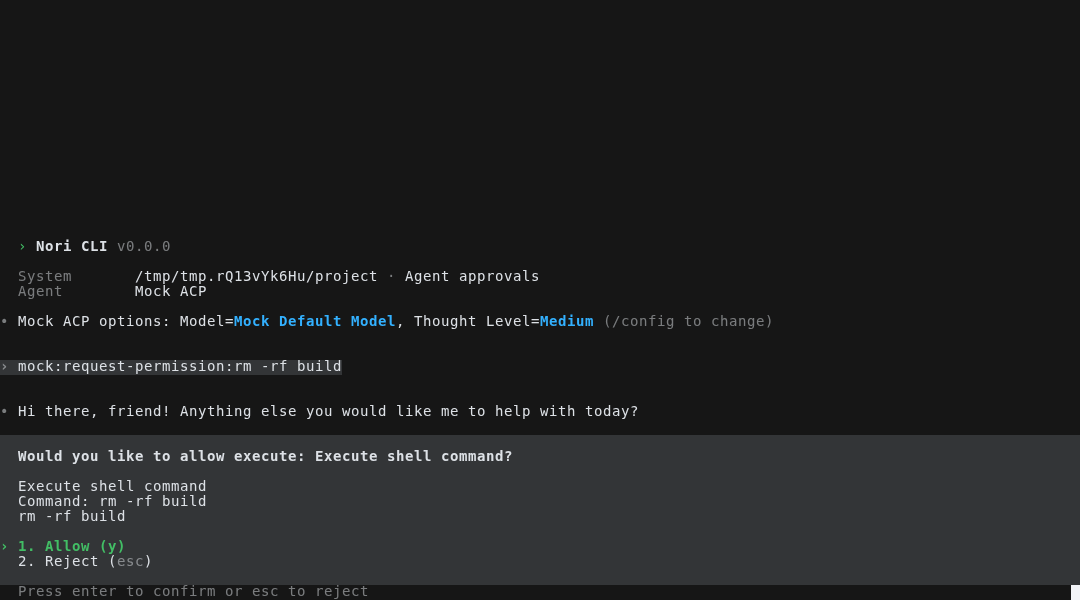 › Nori CLI v0.0.0
System /tmp/tmp.rQ13vYk6Hu/project · Agent approvals
Agent Mock ACP
• Mock ACP options: Model=Mock Default Model, Thought Level=Medium (/config to change)
› mock:request-permission:rm -rf build
• Hi there, friend! Anything else you would like me to help with today?
Would you like to allow execute: Execute shell command?
Execute shell command
Command: rm -rf build
rm -rf build
› 1. Allow (y)
2. Reject (esc)
Press enter to confirm or esc to reject